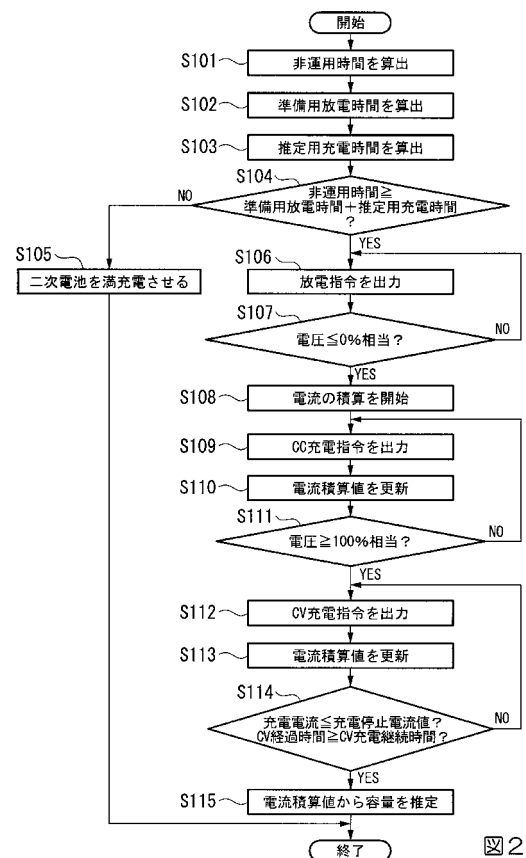 開始
S101
非運用時間を算出
S102
準備用放電時間を算出
S103
推定用充電時間を算出
S104
非運用時間≧
準備用放電時間＋推定用充電時間
？
NO
YES
S105
二次電池を満充電させる
S106
放電指令を出力
S107
電圧≦0%相当？
NO
YES
S108
電流の積算を開始
S109
CC充電指令を出力
S110
電流積算値を更新
S111
電圧≧100%相当？
NO
YES
S112
CV充電指令を出力
S113
電流積算値を更新
S114
充電電流≦充電停止電流値？
CV経過時間≧CV充電継続時間？
NO
YES
S115
電流積算値から容量を推定
終了
図2